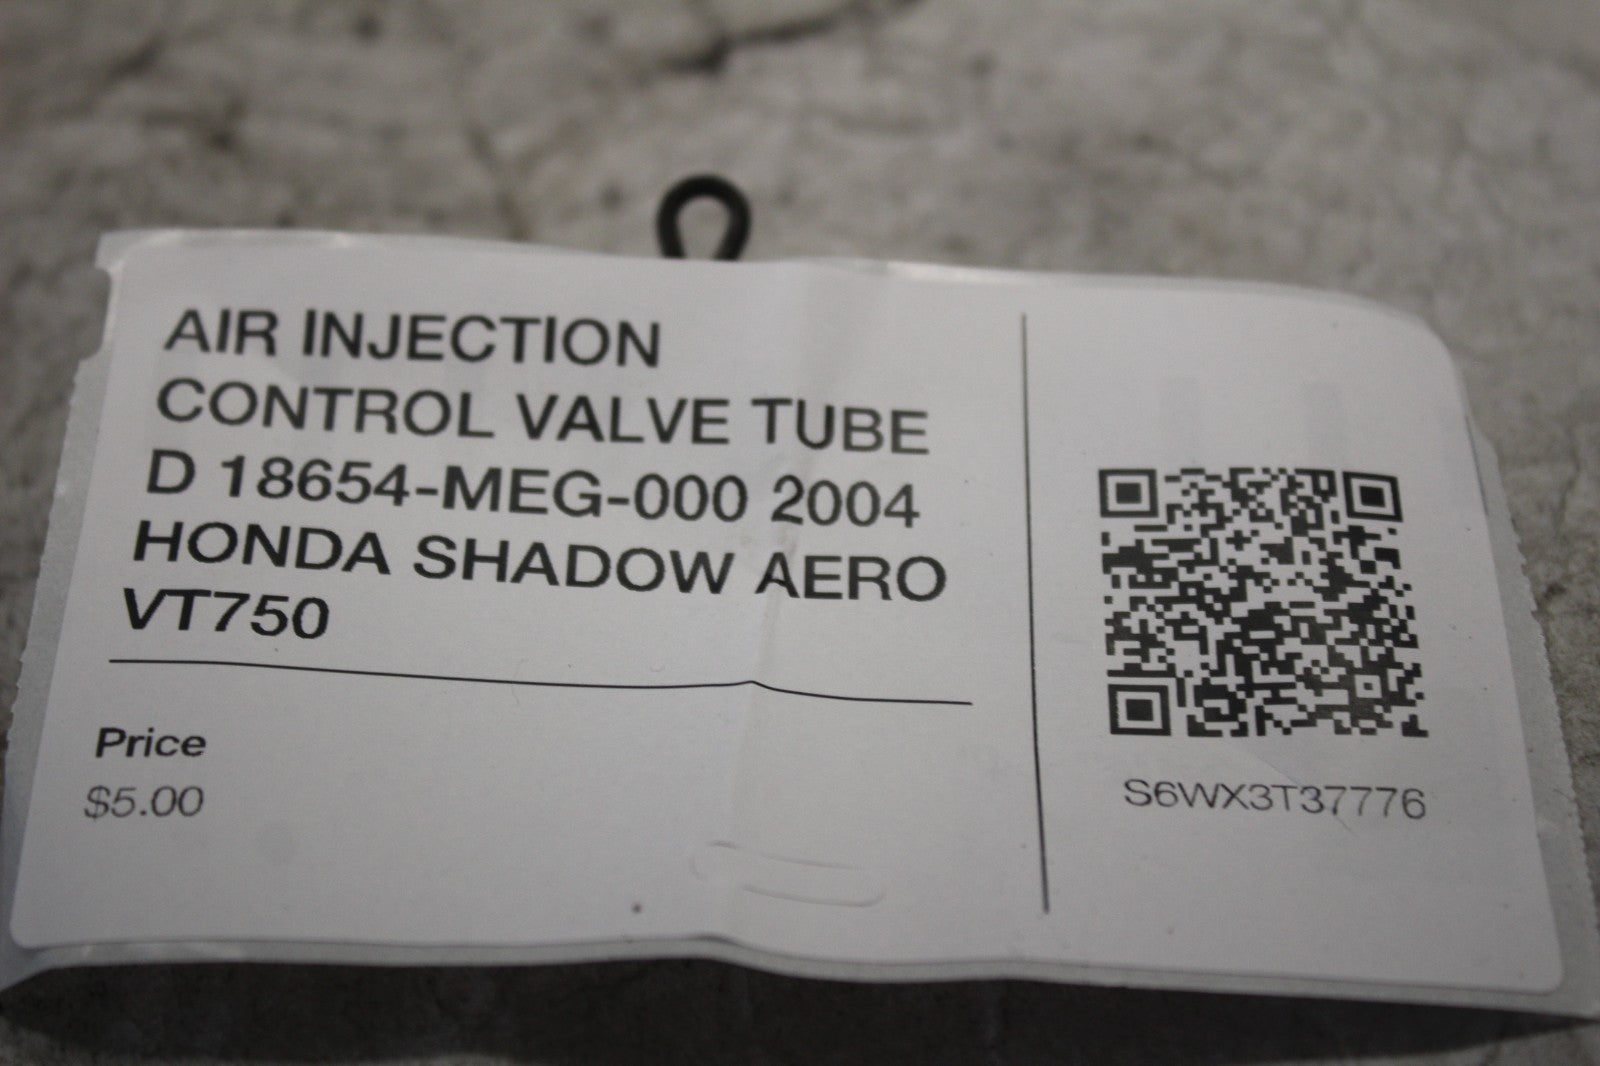 AIR INJECTION
CONTROL VALVE TUBE
D 18654-MEG-000 2004
HONDA SHADOW AERO
VT750
Price
$5.00
S6WX3T37776